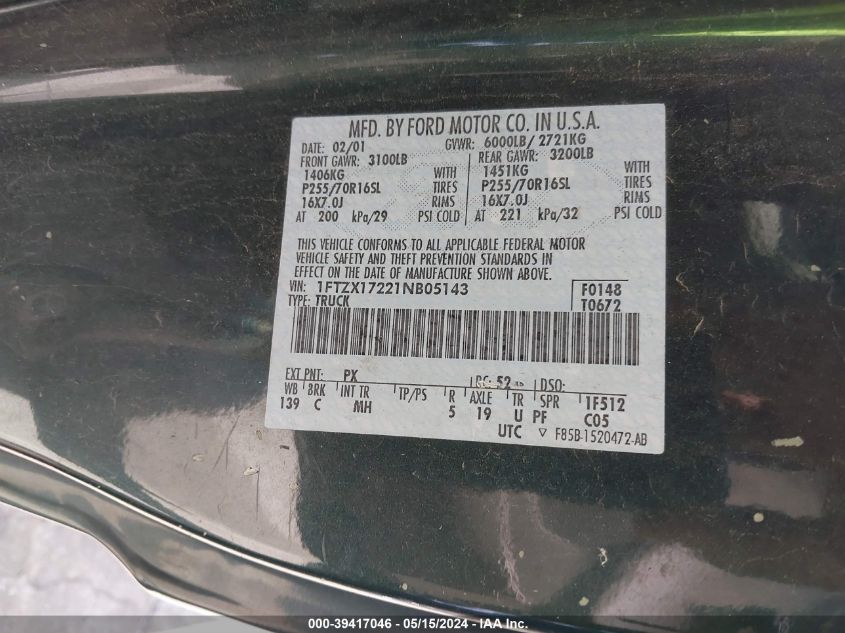 MFD. BY FORD MOTOR CO. IN U.S.A.
DATE: 02/01 GVWR: 6000LB/ 2721KG
FRONT GAWR: 3100LB REAR GAWR: 3200LB
1406KG WITH 1451KG WITH
P255/70R16SL TIRES P255/70R16SL TIRES
16X7.0J RIMS 16X7.0J RIMS
AT 200 kPa/29 PSI COLD AT 221 kPa/32 PSI COLD
THIS VEHICLE CONFORMS TO ALL APPLICABLE FEDERAL MOTOR
VEHICLE SAFETY AND THEFT PREVENTION STANDARDS IN
EFFECT ON THE DATE OF MANUFACTURE SHOWN ABOVE.
VIN: 1FTZX17221NB05143 F0148
TYPE: TRUCK T0672
EXT PNT: PX RC: 52 DSO:
WB BRK INT TR TP/PS R AXLE TR SPR 1F512
139 C MH 5 19 U PF C05
UTC ▽ F85B-1520472-AB
000-39417046 - 05/15/2024 - IAAI.COM